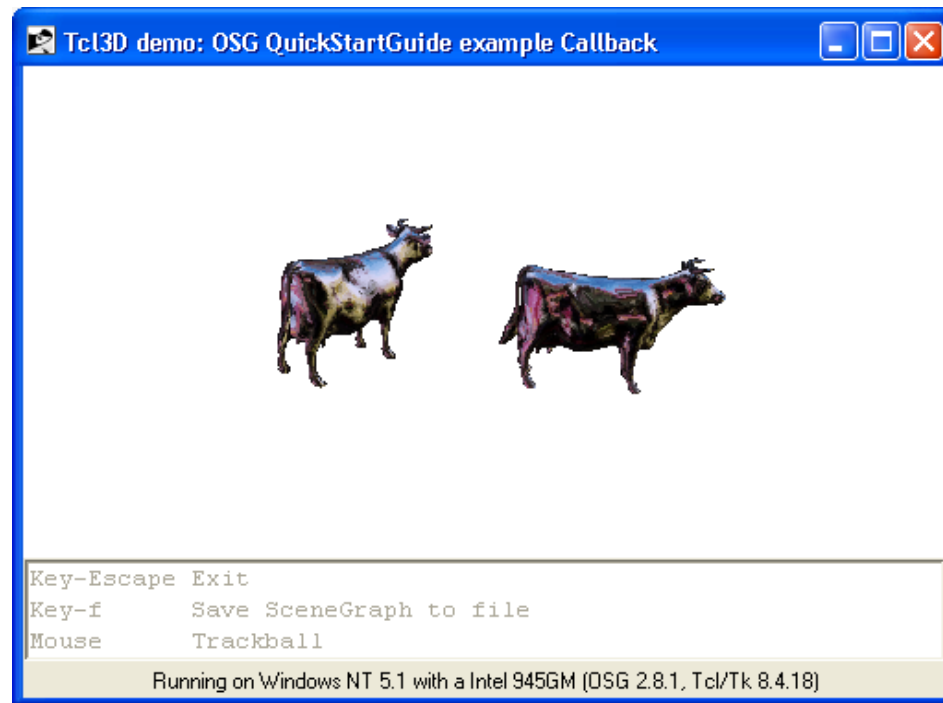 Tcl3D demo: OSG QuickStartGuide example Callback
Key-Escape Exit
Key-f Save SceneGraph to file
Mouse Trackball
Running on Windows NT 5.1 with a Intel 945GM (OSG 2.8.1, Tcl/Tk 8.4.18)